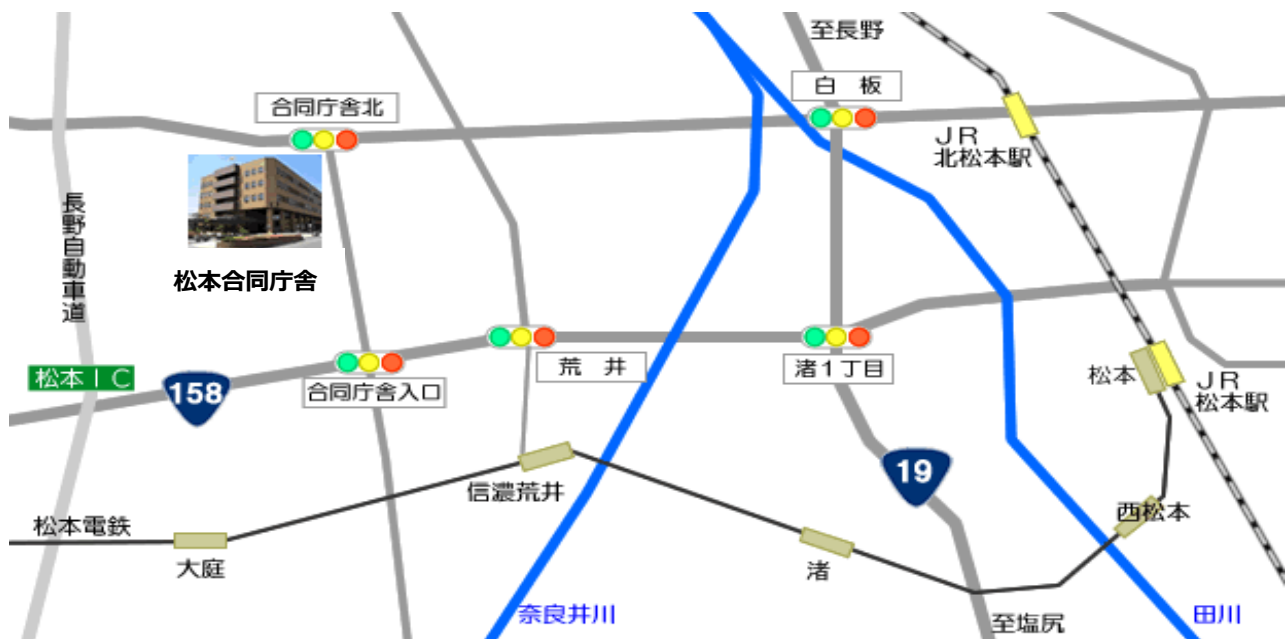 至長野
白 板
合同庁舎北
JR
北松本駅
長野自動車道
松本合同庁舎
松本IC
158
合同庁舎入口
荒 井
渚1丁目
松本
JR
松本駅
19
信濃荒井
西松本
松本電鉄
大庭
渚
奈良井川
至塩尻
田川